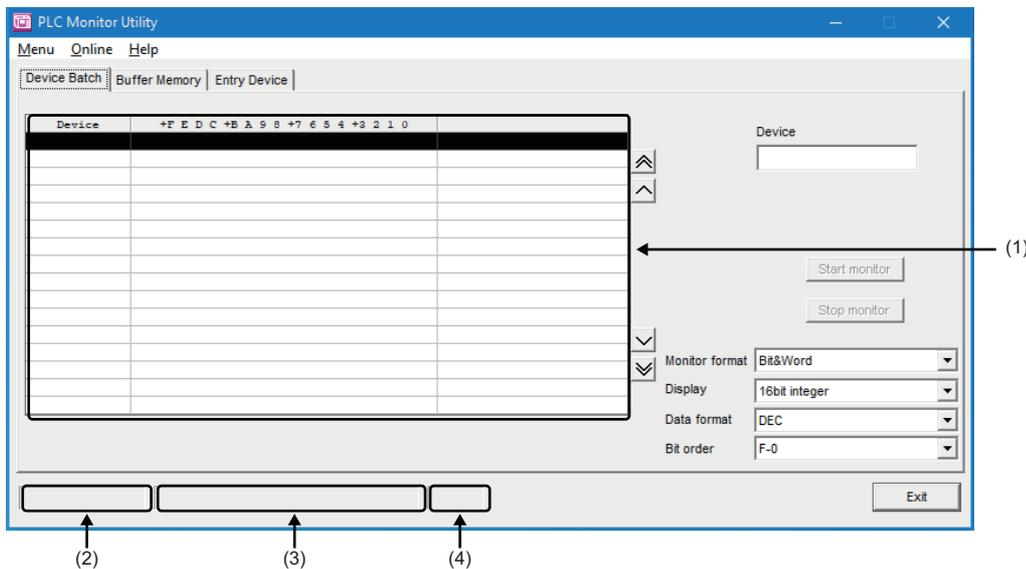 PLC Monitor Utility
Menu Online Help
Device Batch Buffer Memory Entry Device
Device +F E D C +B A 9 8 +7 6 5 4 +3 2 1 0
Device
(1)
Start monitor
Stop monitor
Monitor format Bit&Word
Display 16bit integer
Data format DEC
Bit order F-0
Exit
(2) (3) (4)